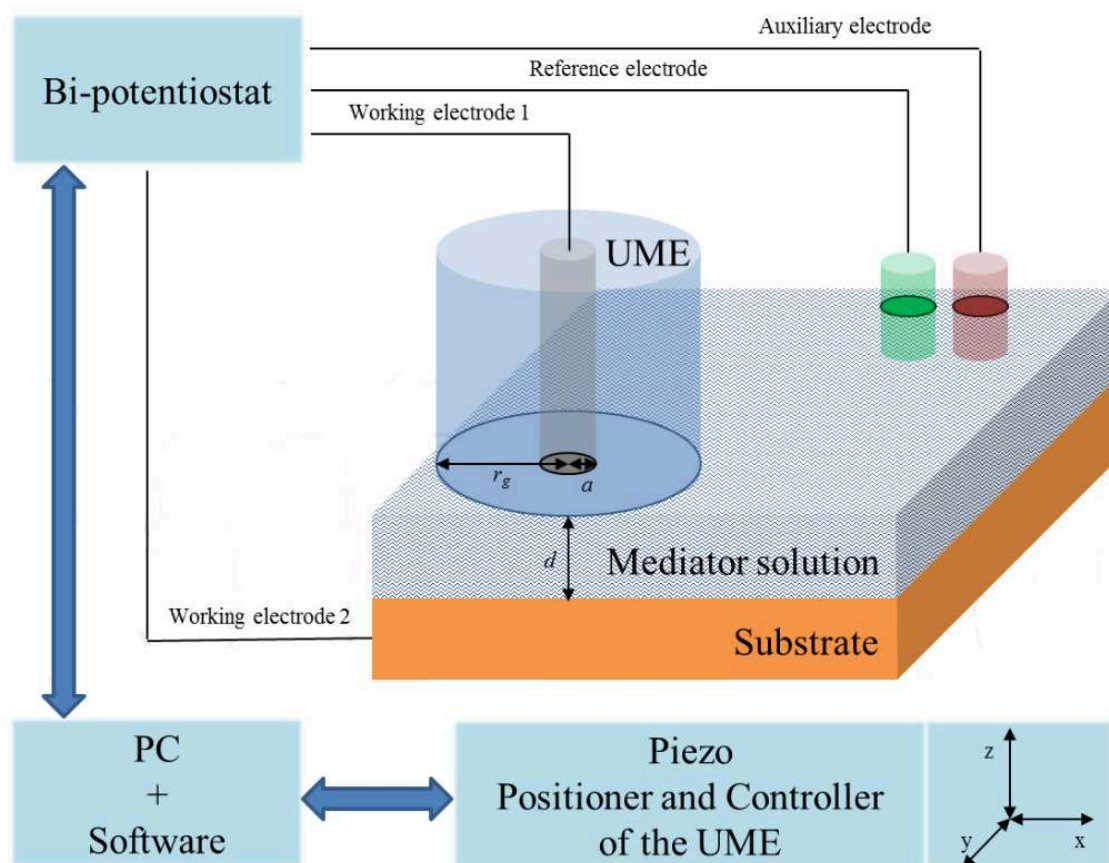 Auxiliary electrode
Bi-potentiostat
Reference electrode
Working electrode 1
UME
r_g
a
d
Mediator solution
Working electrode 2
Substrate
PC
+
Software
Piezo
Positioner and Controller
of the UME
z
y
x